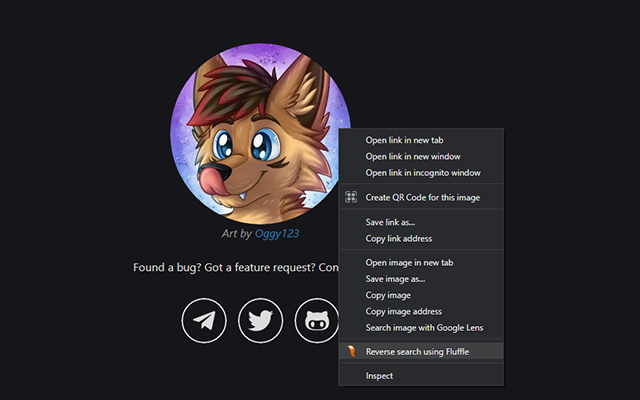 Open link in new tab
Open link in new window
Open link in incognito window
Create QR Code for this image
Save link as...
Copy link address
Open image in new tab
Save image as...
Copy image
Copy image address
Search image with Google Lens
Reverse search using Fluffle
Inspect
Art by Oggy123
Found a bug? Got a feature request?